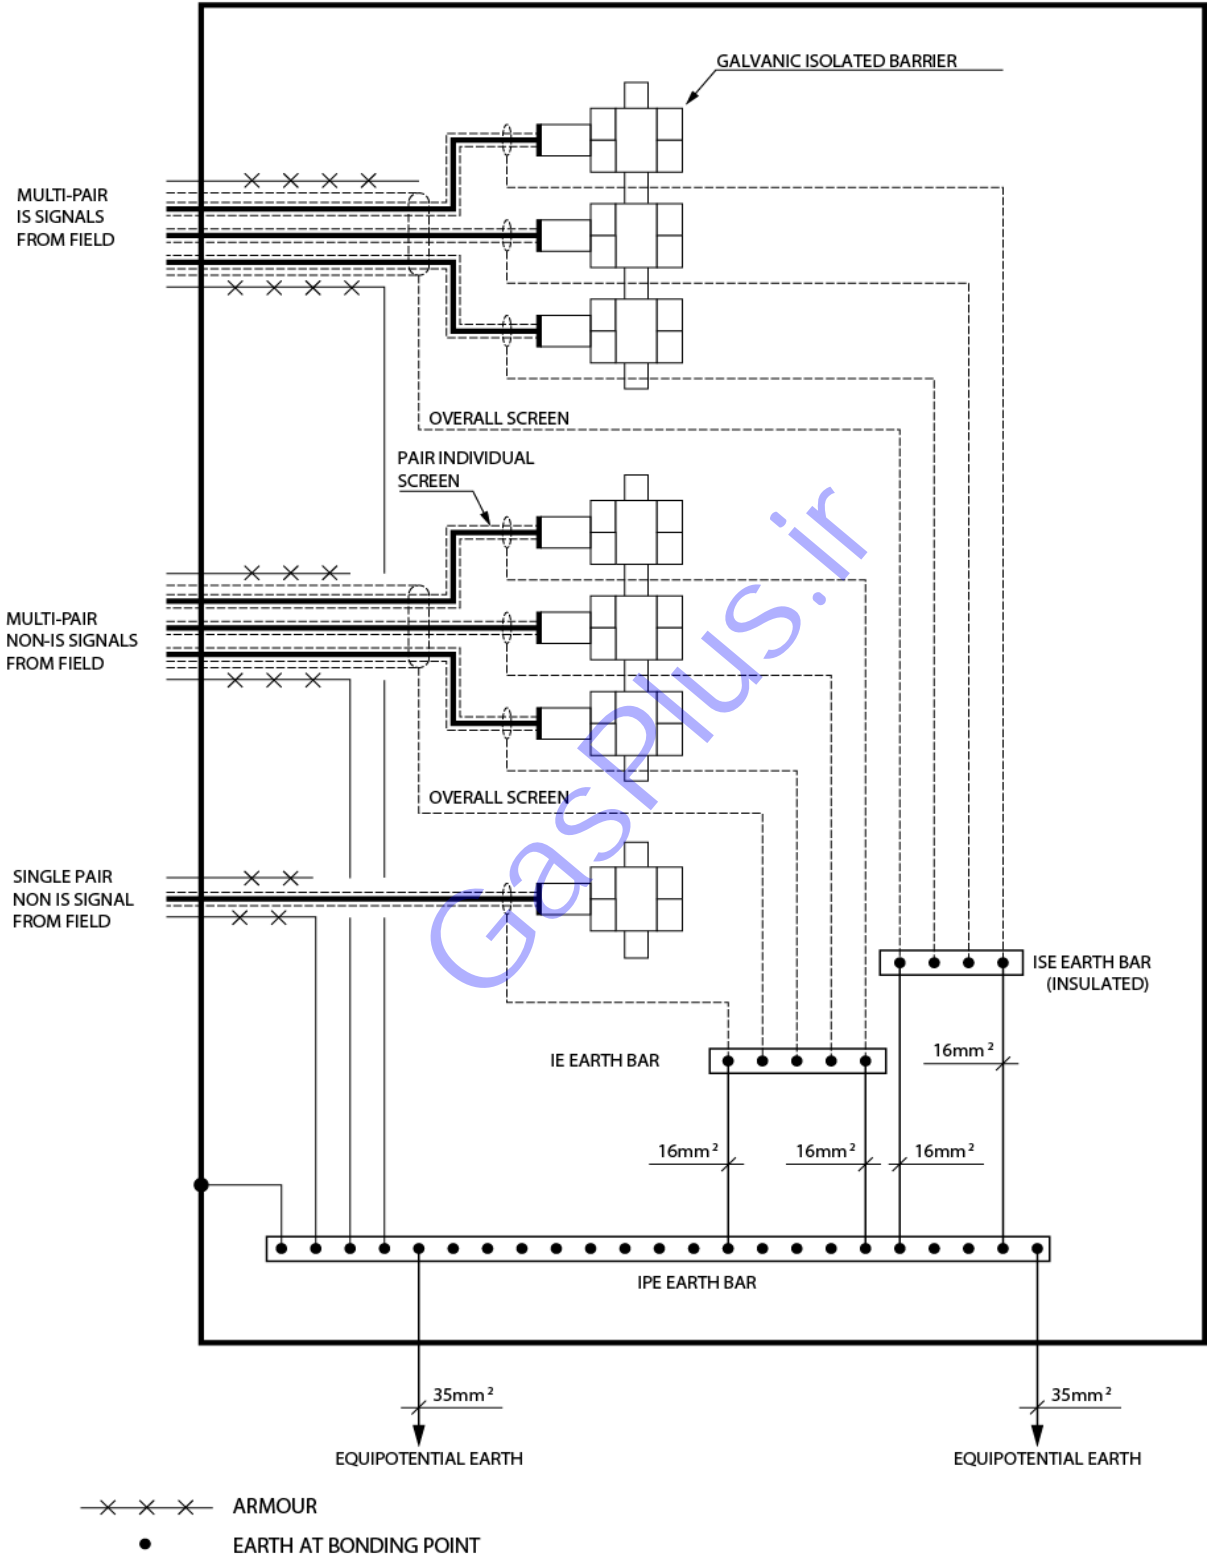 GALVANIC ISOLATED BARRIER
MULTI-PAIR
IS SIGNALS
FROM FIELD
OVERALL SCREEN
PAIR INDIVIDUAL
SCREEN
MULTI-PAIR
NON-IS SIGNALS
FROM FIELD
OVERALL SCREEN
SINGLE PAIR
NON IS SIGNAL
FROM FIELD
GasPlus.ir
ISE EARTH BAR
(INSULATED)
IE EARTH BAR
16mm²
16mm²
16mm²
16mm²
IPE EARTH BAR
35mm²
35mm²
EQUIPOTENTIAL EARTH
EQUIPOTENTIAL EARTH
ARMOUR
EARTH AT BONDING POINT